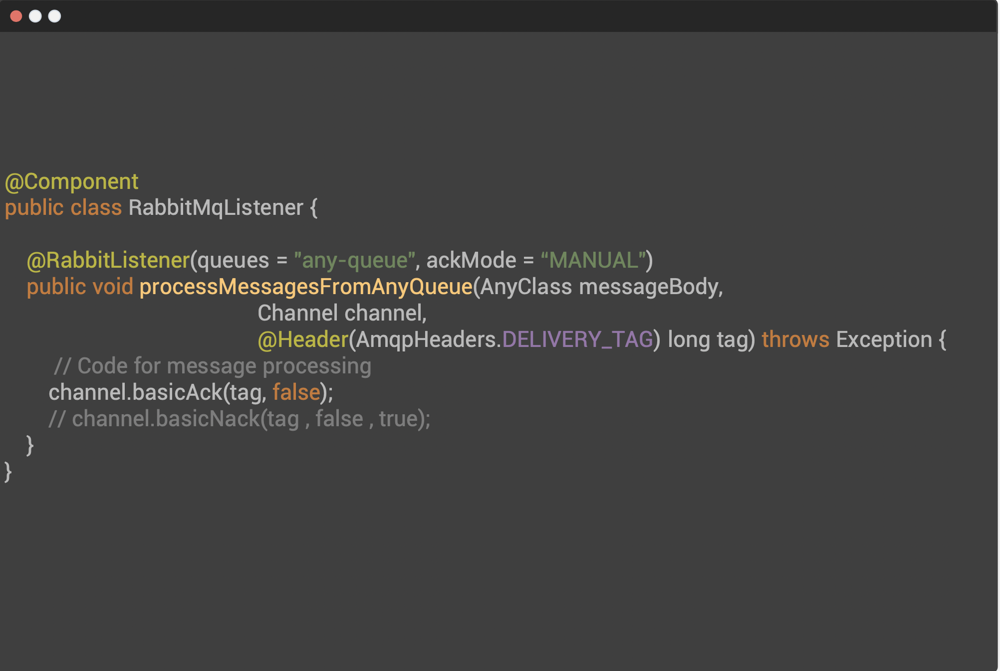 @Component
public class RabbitMqListener {
@RabbitListener(queues = "any-queue", ackMode = “MANUAL")
public void processMessagesFromAnyQueue(AnyClass messageBody,
Channel channel,
@Header(AmqpHeaders.DELIVERY_TAG) long tag) throws Exception {
// Code for message processing
channel.basicAck(tag, false);
// channel.basicNack(tag , false , true);
}
}